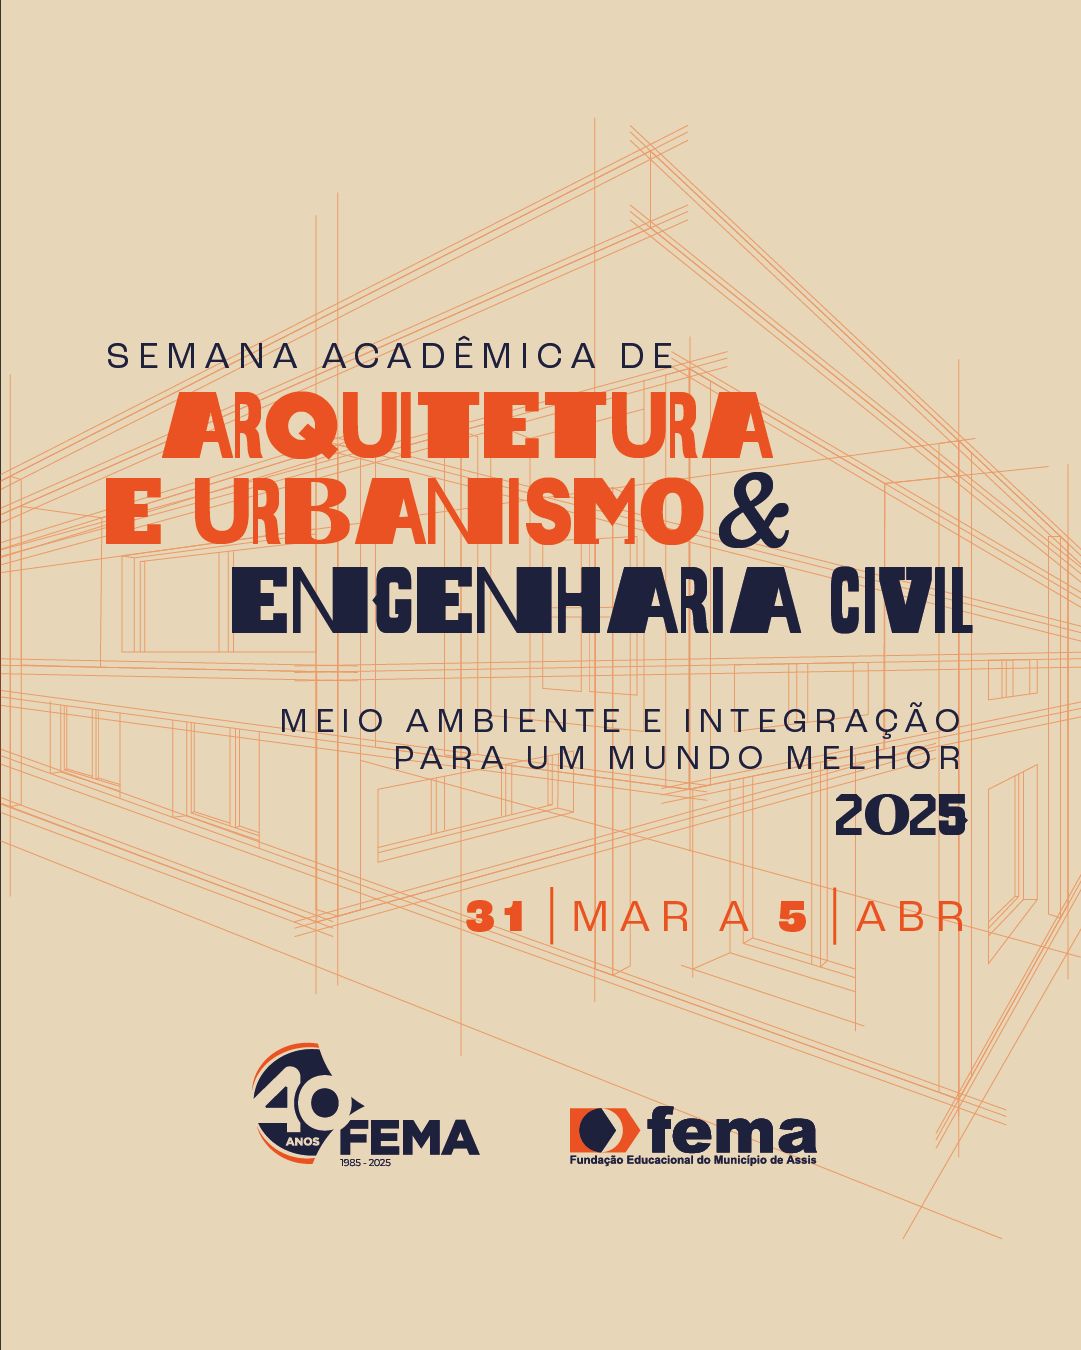 SEMANA ACADÊMICA DE
ARQUITETURA
E URBANISMO &
ENGENHARIA CIVIL
MEIO AMBIENTE E INTEGRAÇÃO
PARA UM MUNDO MELHOR
2025
31 | MAR A 5 | ABR
40
ANOS
FEMA
1985 - 2025
fema
Fundação Educacional do Município de Assis